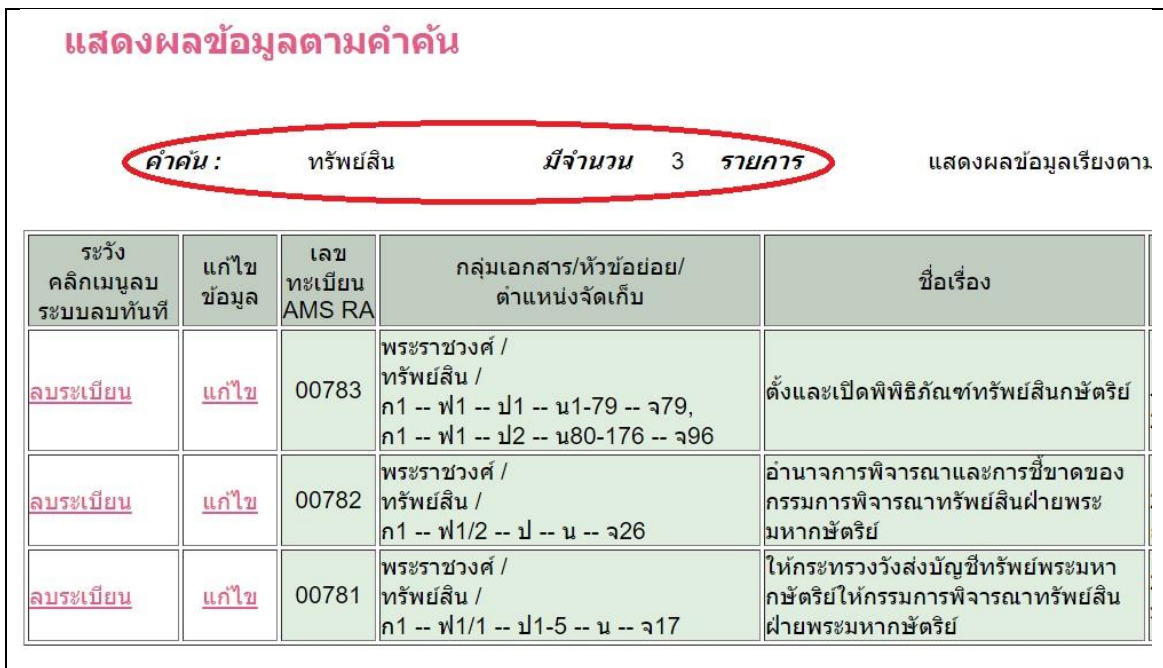 แสดงผลข้อมูลตามคำค้น
คำค้น : ทรัพย์สิน มีจำนวน 3 รายการ แสดงผลข้อมูลเรียงตาม
ระวัง
คลิกเมนูลบ
ระบบลบทันที
แก้ไข
ข้อมูล
เลข
ทะเบียน
AMS RA
กลุ่มเอกสาร/หัวข้อย่อย/
ตำแหน่งจัดเก็บ
ชื่อเรื่อง
ลบระเบียน
แก้ไข
00783
พระราชวงศ์ /
ทรัพย์สิน /
ก1 -- ฟ1 -- ป1 -- น1-79 -- จ79,
ก1 -- ฟ1 -- ป2 -- น80-176 -- จ96
ตั้งและเปิดพิพิธิภัณฑ์ทรัพย์สินกษัตริย์
ลบระเบียน
แก้ไข
00782
พระราชวงศ์ /
ทรัพย์สิน /
ก1 -- ฟ1/2 -- ป -- น -- จ26
อำนาจการพิจารณาและการชี้ขาดของ
กรรมการพิจารณาทรัพย์สินฝ่ายพระ
มหากษัตริย์
ลบระเบียน
แก้ไข
00781
พระราชวงศ์ /
ทรัพย์สิน /
ก1 -- ฟ1/1 -- ป1-5 -- น -- จ17
ให้กระทรวงวังส่งบัญชีทรัพย์พระมหา
กษัตริย์ให้กรรมการพิจารณาทรัพย์สิน
ฝ่ายพระมหากษัตริย์